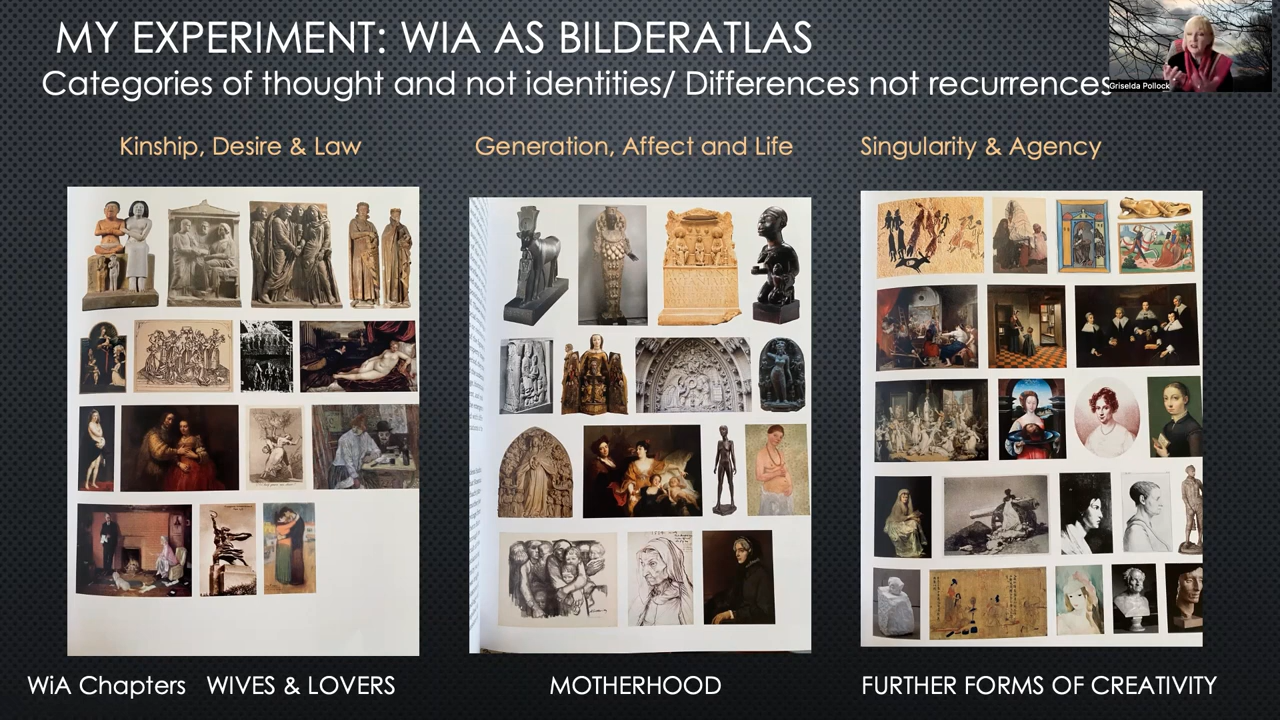 MY EXPERIMENT: WIA AS BILDERATLAS
Categories of thought and not identities/ Differences not recurrences
Griselda Pollock
Kinship, Desire & Law
Generation, Affect and Life
Singularity & Agency
WiA Chapters WIVES & LOVERS
MOTHERHOOD
FURTHER FORMS OF CREATIVITY